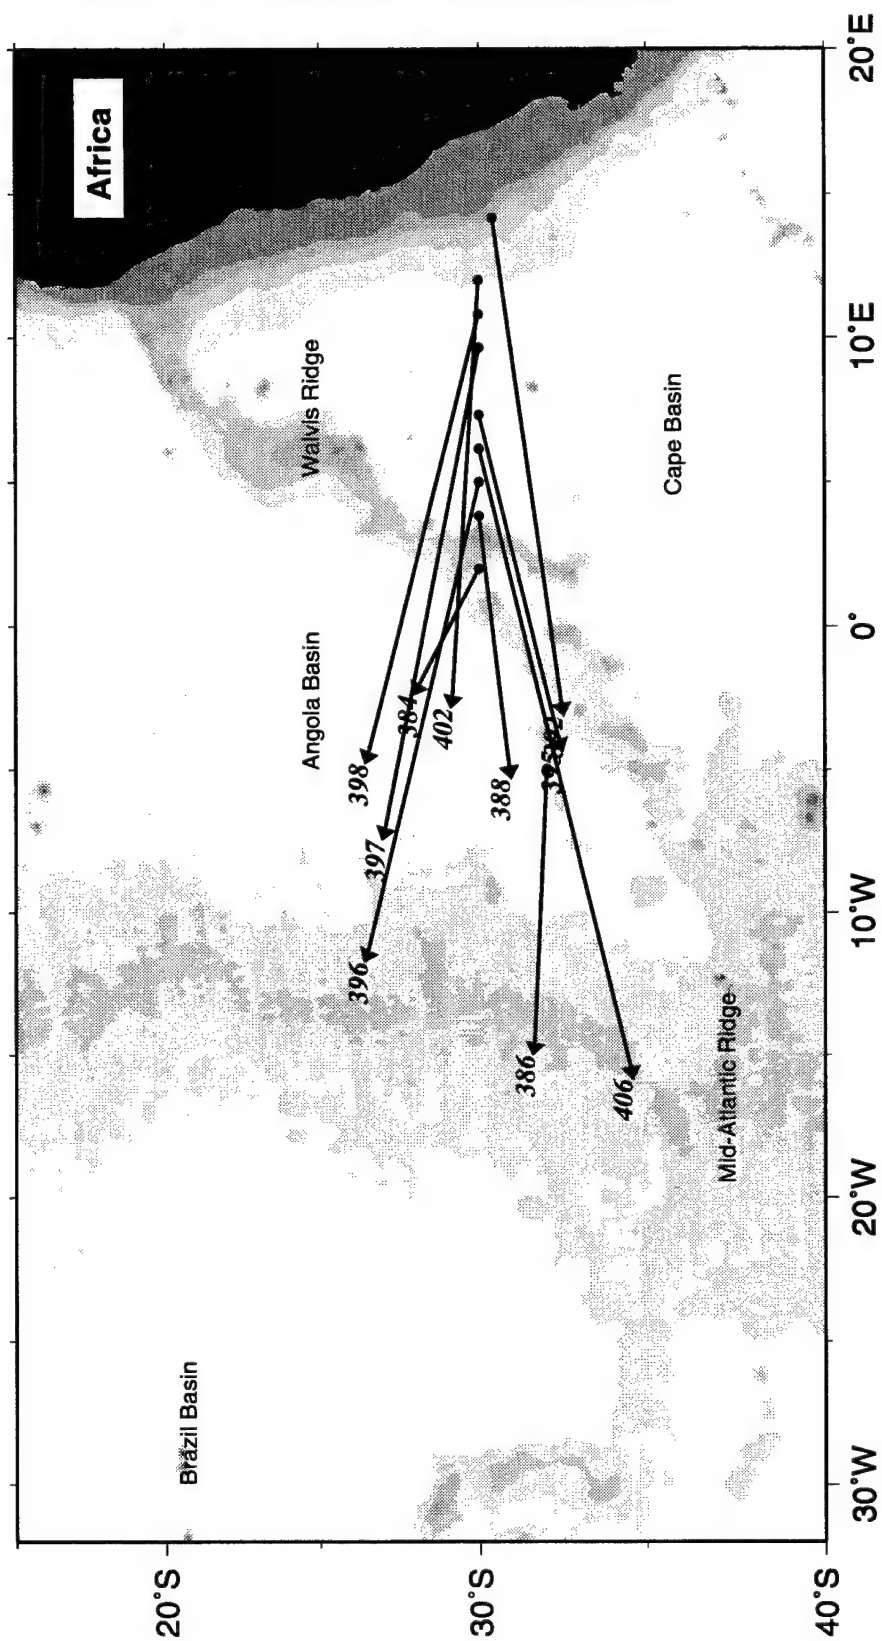 Africa
Walvis Ridge
Angola Basin
Cape Basin
Brazil Basin
Mid-Atlantic Ridge
398
384
402
397
388
396
386
406
20°S
30°S
40°S
30°W
20°W
10°W
0°
10°E
20°E